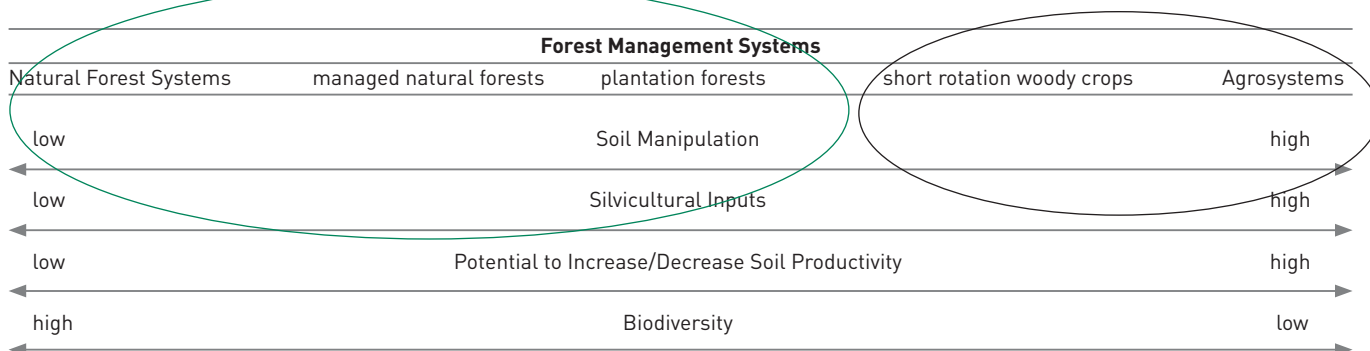 Forest Management Systems
Natural Forest Systems managed natural forests plantation forests short rotation woody crops Agrosystems
low Soil Manipulation high
low Silvicultural Inputs high
low Potential to Increase/Decrease Soil Productivity high
high Biodiversity low